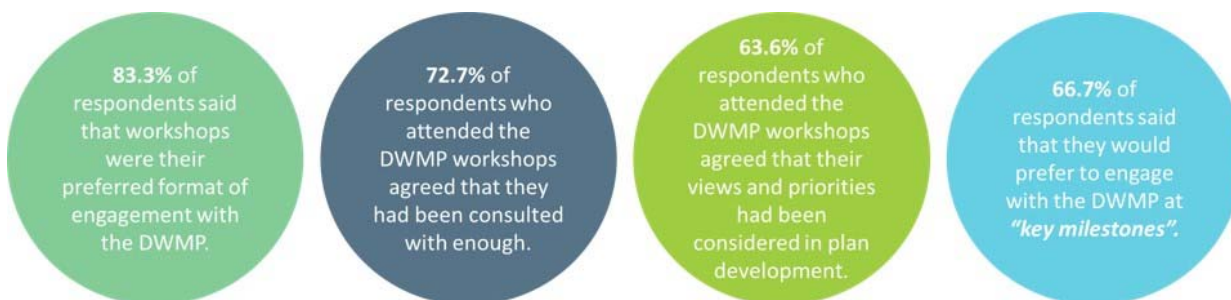 83.3% of
respondents said
that workshops
were their
preferred format of
engagement with
the DWMP.
72.7% of
respondents who
attended the
DWMP workshops
agreed that they
had been consulted
with enough.
63.6% of
respondents who
attended the
DWMP workshops
agreed that their
views and priorities
had been
considered in plan
development.
66.7% of
respondents said
that they would
prefer to engage
with the DWMP at
“key milestones”.